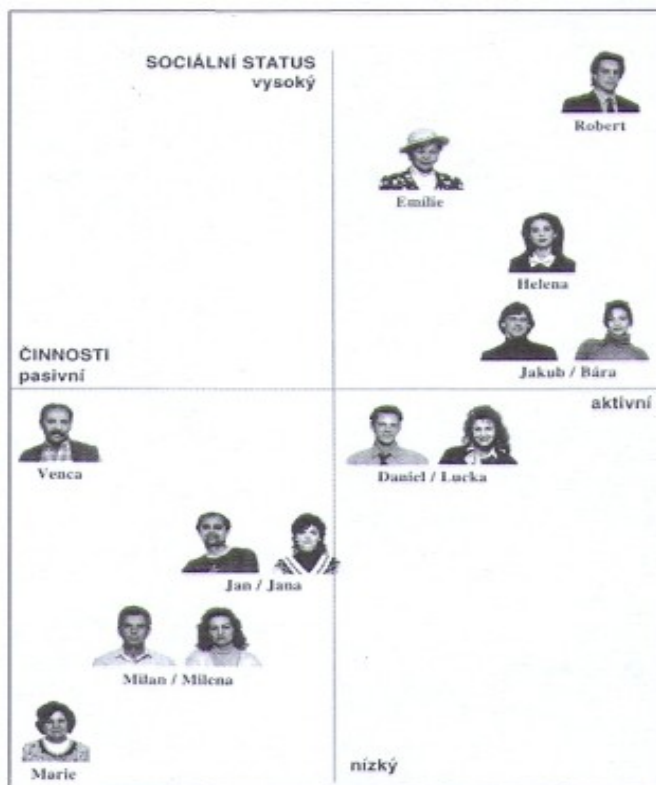 SOCIÁLNÍ STATUS
vysoký
Robert
Emilie
Helena
Jakub / Bára
ČINNOSTI
pasivní
aktivní
Venca
Daniel / Lucka
Jan / Jana
Milan / Milena
Marie
nízký